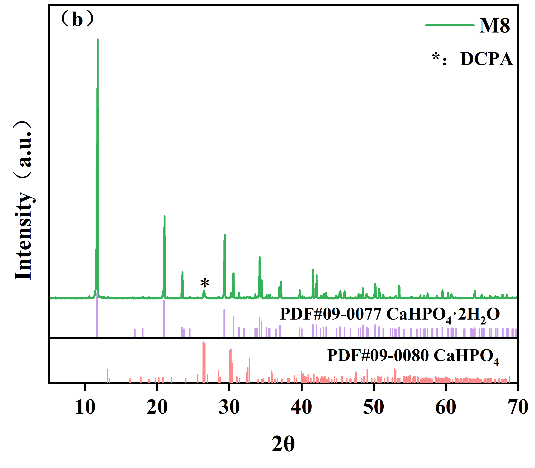 (b)
M8
*: DCPA
*
Intensity (a.u.)
PDF#09-0077 CaHPO₄·2H₂O
PDF#09-0080 CaHPO₄
10 20 30 40 50 60 70
2θ